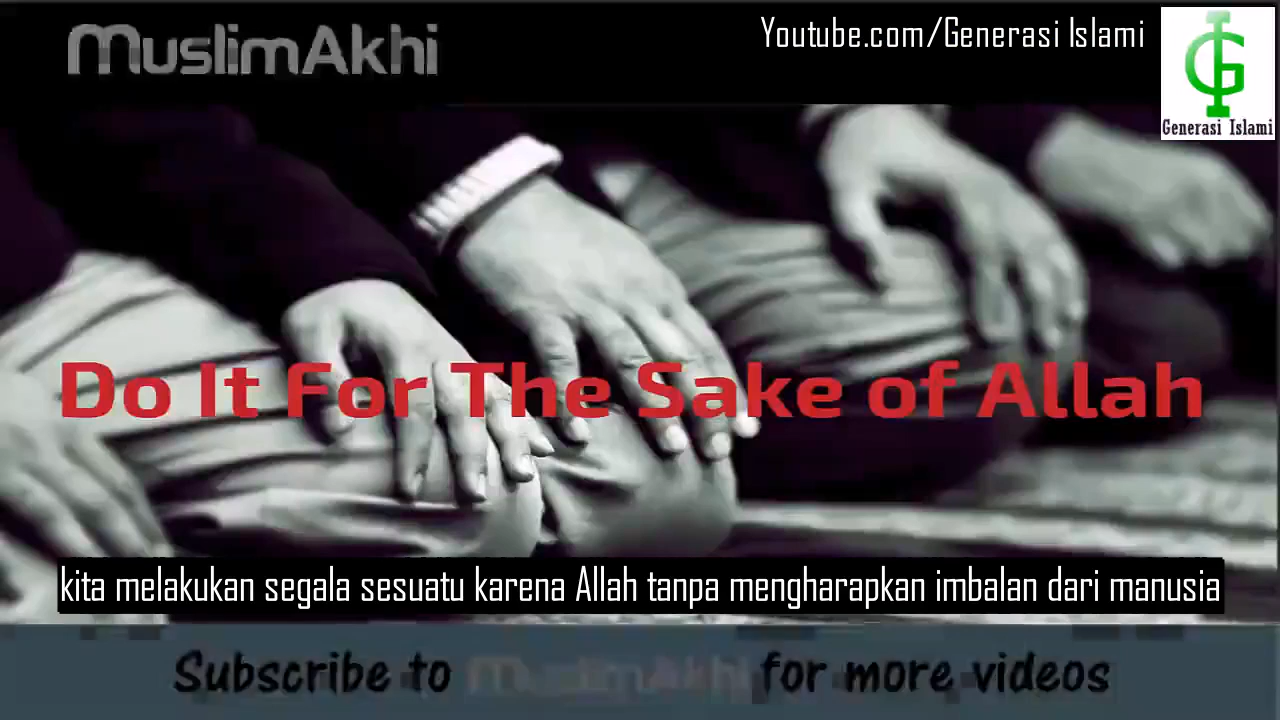 MuslimAkhi
Youtube.com/Generasi Islami
Generasi Islami
Do It For The Sake of Allah
kita melakukan segala sesuatu karena Allah tanpa mengharapkan imbalan dari manusia
Subscribe to MuslimAkhi for more videos